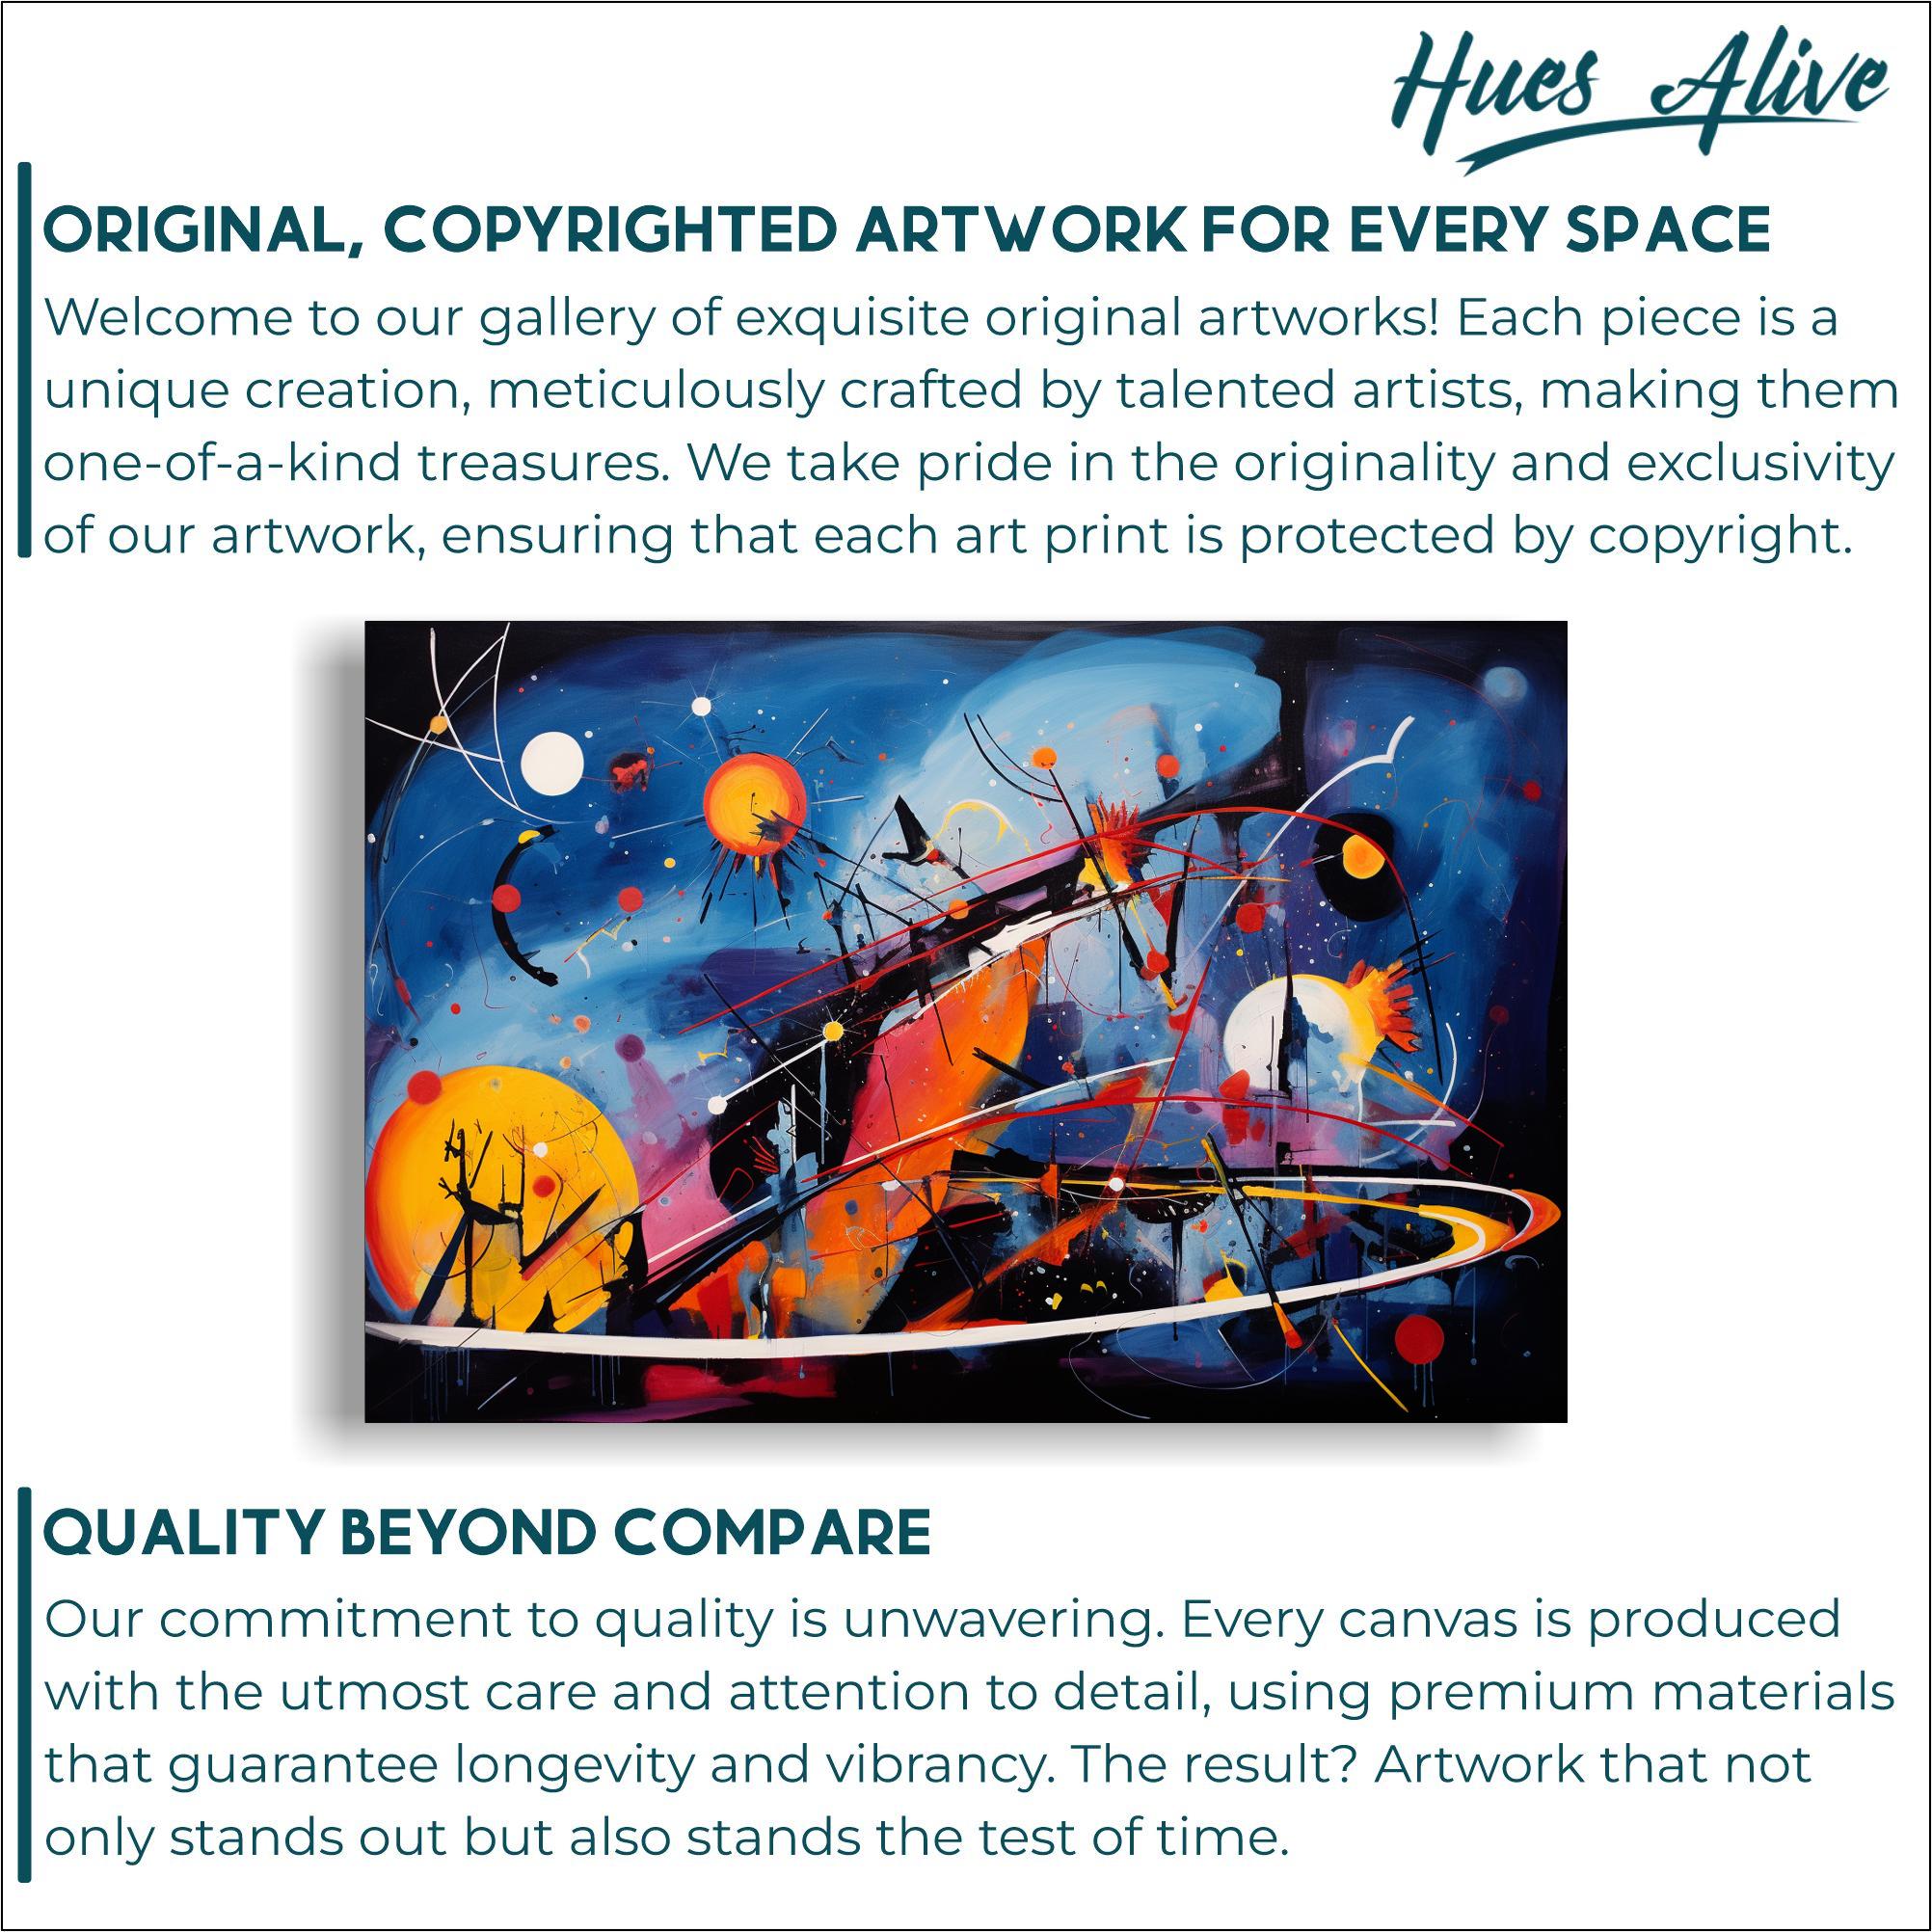 Hues Alive
ORIGINAL, COPYRIGHTED ARTWORK FOR EVERY SPACE
Welcome to our gallery of exquisite original artworks! Each piece is a
unique creation, meticulously crafted by talented artists, making them
one-of-a-kind treasures. We take pride in the originality and exclusivity
of our artwork, ensuring that each art print is protected by copyright.
QUALITY BEYOND COMPARE
Our commitment to quality is unwavering. Every canvas is produced
with the utmost care and attention to detail, using premium materials
that guarantee longevity and vibrancy. The result? Artwork that not
only stands out but also stands the test of time.